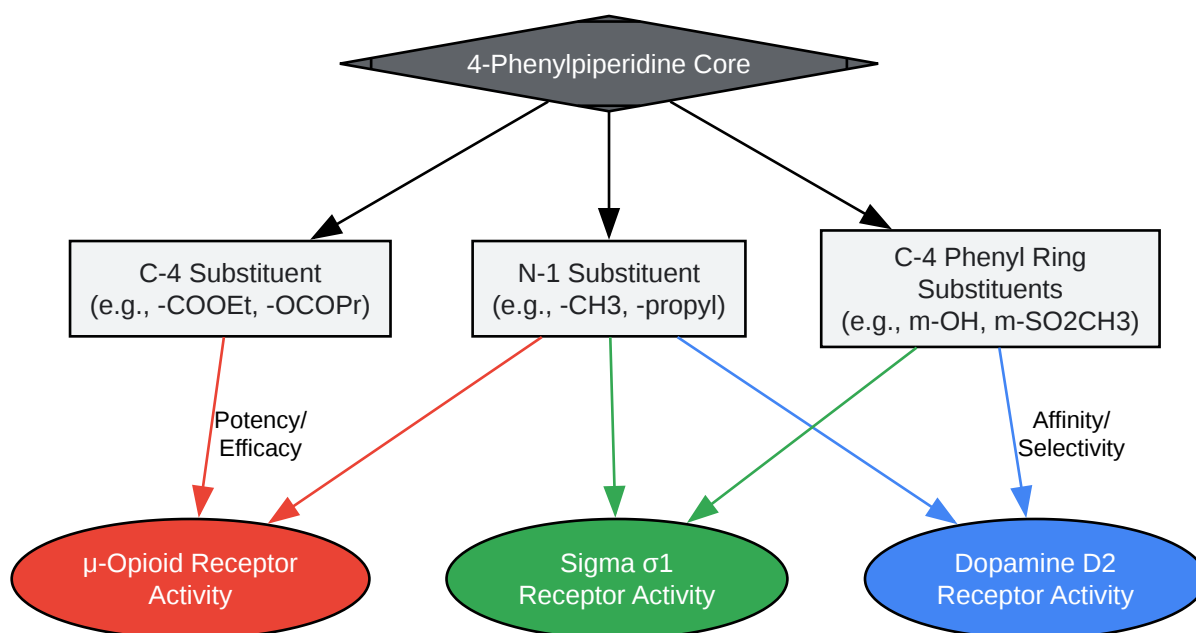 4-Phenylpiperidine Core
C-4 Substituent
(e.g., -COOEt, -OCOPr)
N-1 Substituent
(e.g., -CH3, -propyl)
C-4 Phenyl Ring
Substituents
(e.g., m-OH, m-SO2CH3)
Potency/
Efficacy
Affinity/
Selectivity
μ-Opioid Receptor
Activity
Sigma σ1
Receptor Activity
Dopamine D2
Receptor Activity